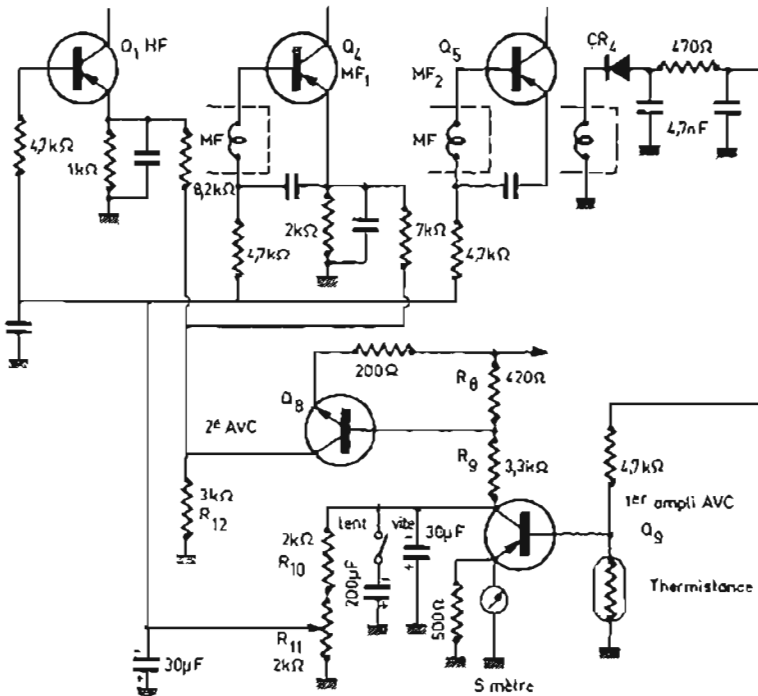 Q1 HF
Q4
MF1
Q5
MF2
CR4
470Ω
4,7kΩ
1kΩ
8,2kΩ
MF
2kΩ
4,7kΩ
7kΩ
MF
4,7kΩ
4,7nF
200Ω
R8
420Ω
Q8
2e AVC
R9
3,3kΩ
4,7kΩ
1er ampli AVC
Q9
3kΩ
R12
2kΩ
R10
lent
vite
30µF
200µF
500Ω
Thermistance
R11
2kΩ
30µF
S mètre